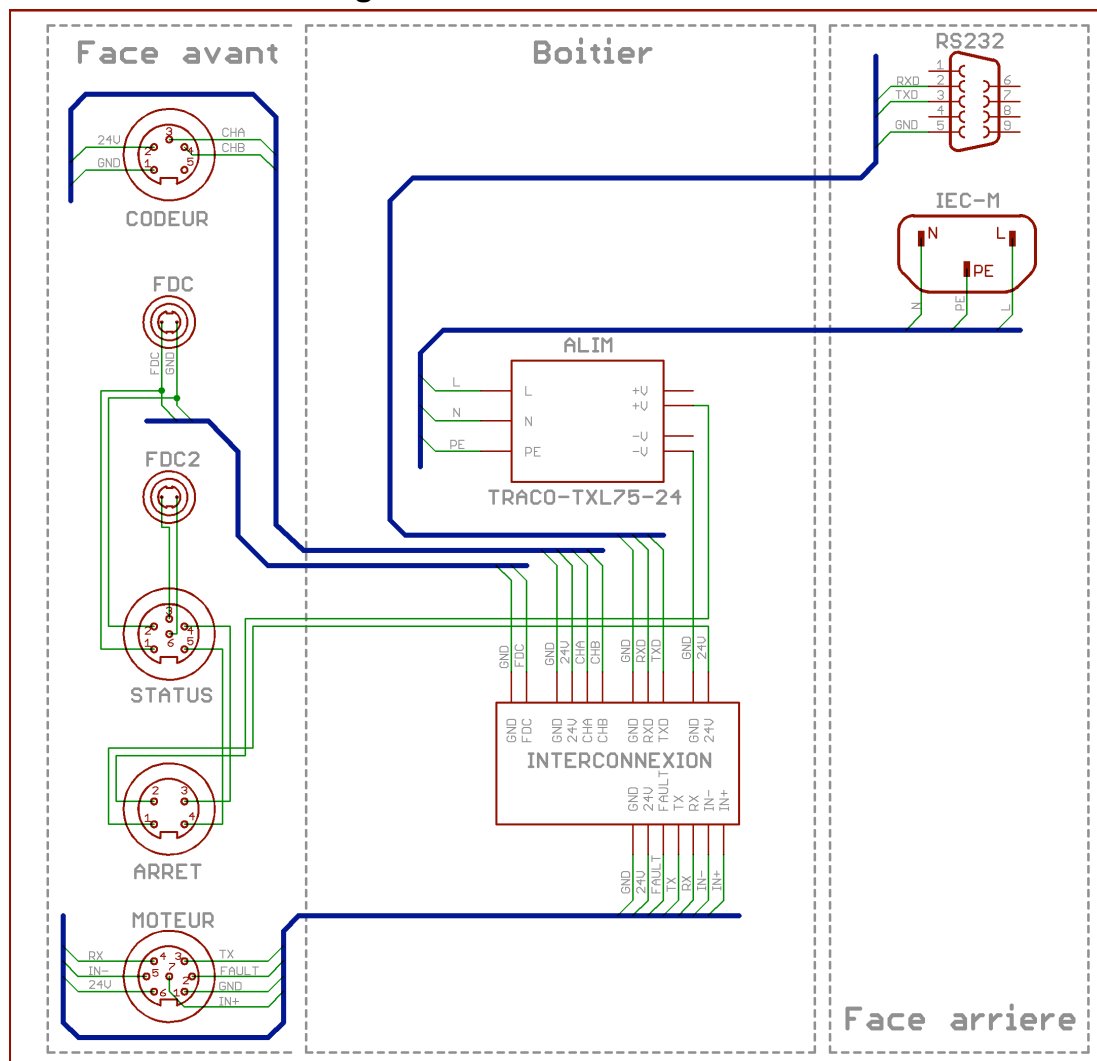 Face avant
Boitier
RS232
1
RXD 2 6
TXD 3 7
4 8
GND 5 9
3 CHA
24V 2 4 CHB
GND 1 5
CODEUR
IEC-M
N L
PE
N PE L
FDC
FDC GND
ALIM
L L +V
N N +V
-V
PE PE -V
TRACO-TXL75-24
FDC2
3
2 4
1 6 5
STATUS
GND FDC GND 24V CHA CHB GND RXD TXD GND 24V
GND FDC GND 24V CHA CHB GND RXD TXD GND 24V
INTERCONNEXION
GND 24V FAULT TX RX IN- IN+
GND 24V FAULT TX RX IN- IN+
2 3
1 4
ARRET
MOTEUR
RX 4 3 TX
IN- 5 7 2 FAULT
24V 6 1 GND
IN+
Face arriere